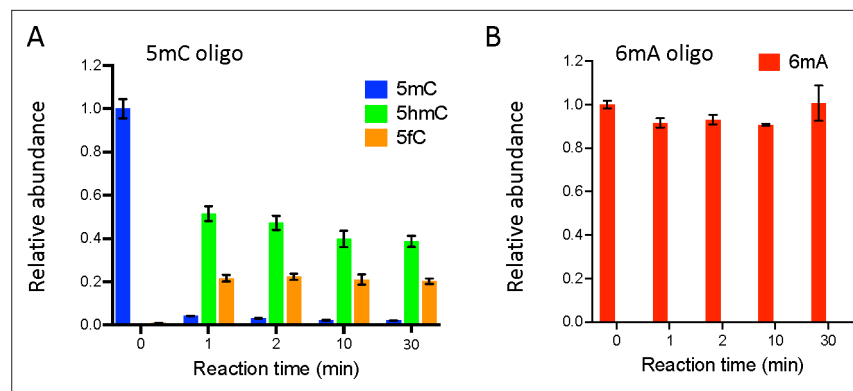 A
5mC oligo
5mC
5hmC
5fC
Relative abundance
1.2
1.0
0.8
0.6
0.4
0.2
0.0
0 1 2 10 30
Reaction time (min)
B
6mA oligo
6mA
Relative abundance
1.2
1.0
0.8
0.6
0.4
0.2
0.0
0 1 2 10 30
Reaction time (min)